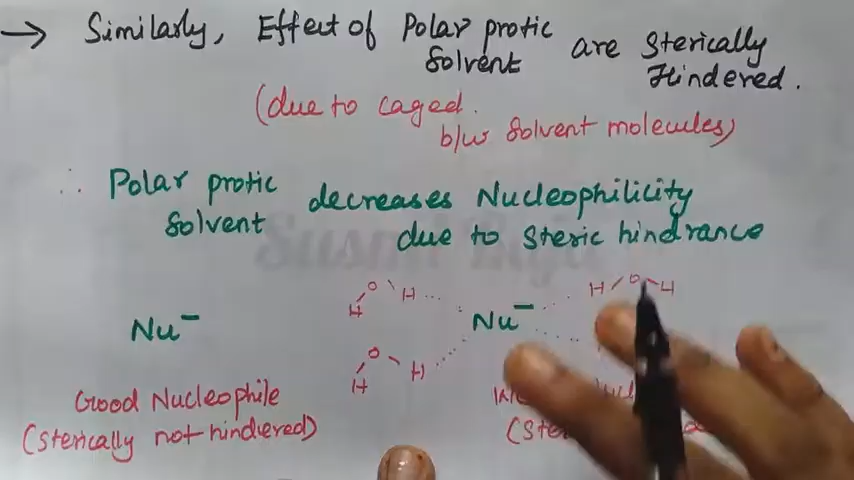 → Similarly, Effect of Polar protic Solvent are Sterically Hindered.
(due to caged
b/w solvent molecules)
∴ Polar protic Solvent decreases Nucleophilicity
due to Steric hindrance
H O H Nu⁻ H O H
Nu⁻
H O H
Good Nucleophile
(Sterically not hindered)